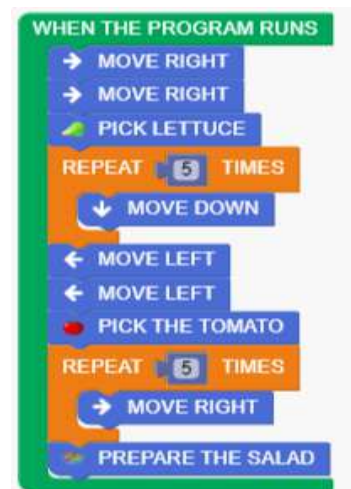 WHEN THE PROGRAM RUNS
MOVE RIGHT
MOVE RIGHT
PICK LETTUCE
REPEAT 5 TIMES
MOVE DOWN
MOVE LEFT
MOVE LEFT
PICK THE TOMATO
REPEAT 5 TIMES
MOVE RIGHT
PREPARE THE SALAD